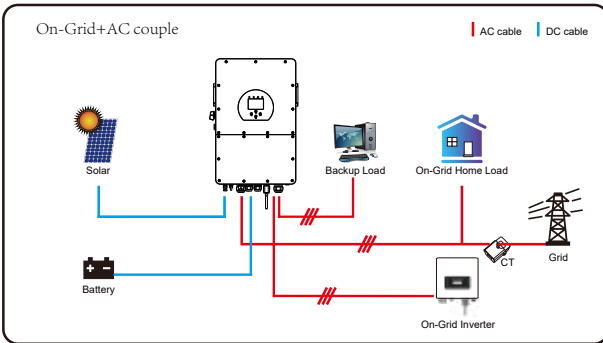 On-Grid+AC couple
AC cable
DC cable
Solar
Backup Load
On-Grid Home Load
CT
Grid
Battery
On-Grid Inverter